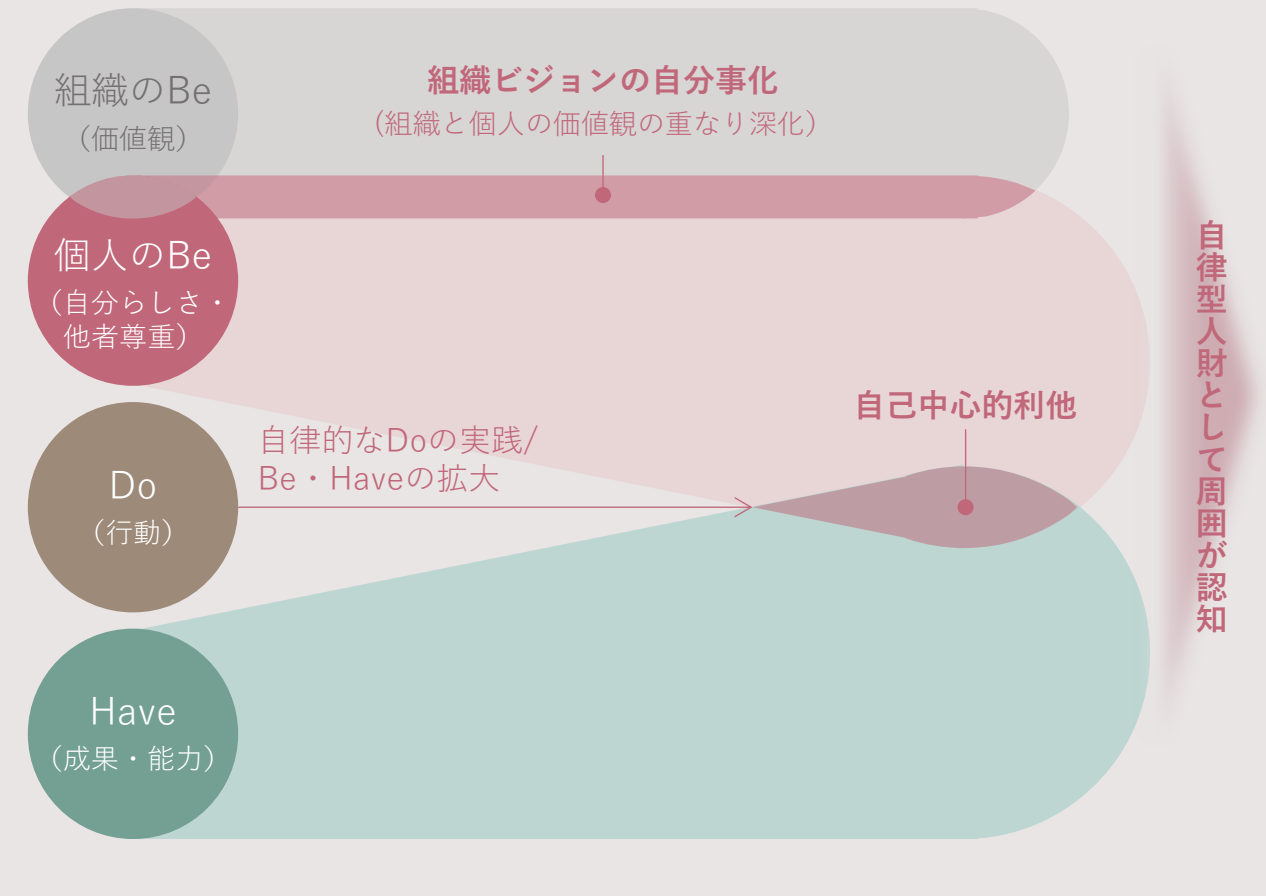 組織のBe
（価値観）
組織ビジョンの自分事化
（組織と個人の価値観の重なり深化）
個人のBe
（自分らしさ・
他者尊重）
自己中心的利他
自律的なDoの実践/
Be・Haveの拡大
Do
（行動）
Have
（成果・能力）
自律型人財として周囲が認知